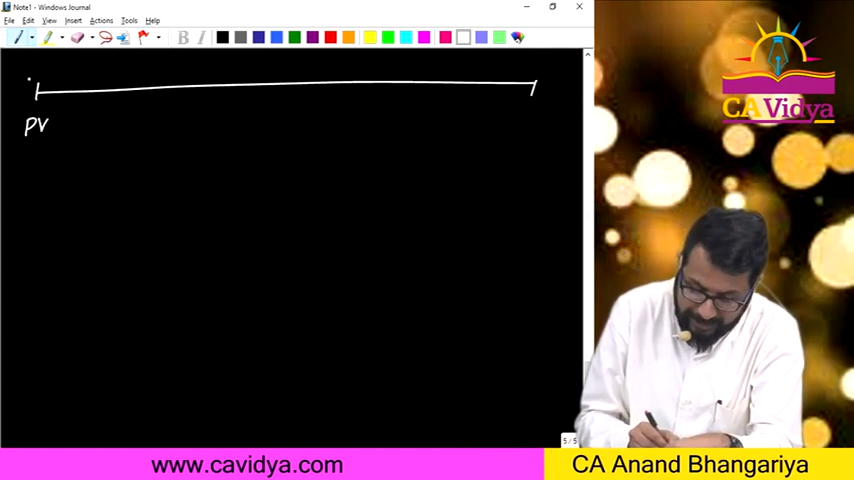 Note1 - Windows Journal
File Edit View Insert Actions Tools Help
B I
CA Vidya
PV
5 / 5
www.cavidya.com
CA Anand Bhangariya